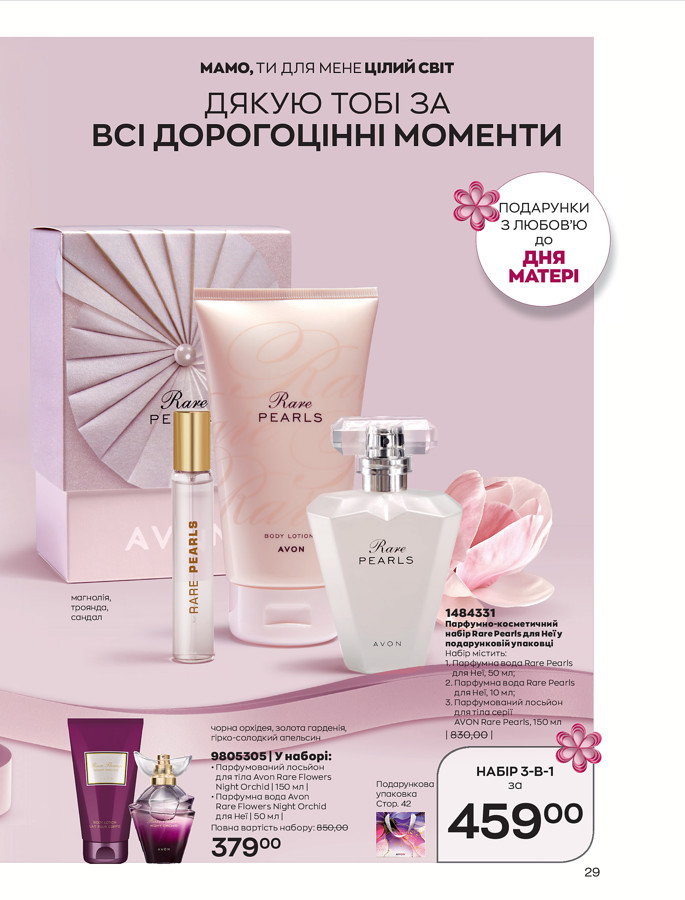 МАМО, ТИ ДЛЯ МЕНЕ ЦІЛИЙ СВІТ
ДЯКУЮ ТОБІ ЗА
ВСІ ДОРОГОЦІННІ МОМЕНТИ
ПОДАРУНКИ
З ЛЮБОВ'Ю
ДО
ДНЯ
МАТЕРІ
Rare
PEARLS
AVON
RARE PEARLS
Rare
PEARLS
BODY LOTION
AVON
Rare
PEARLS
AVON
магнолія,
троянда,
сандал
1484331
Парфумно-косметичний
набір Rare Pearls для Неї у
подарунковій упаковці
Набір містить:
1. Парфумна вода Rare Pearls
для Неї, 50 мл;
2. Парфумна вода Rare Pearls
для Неї, 10 мл;
3. Парфумований лосьйон
для тіла серії
AVON Rare Pearls, 150 мл
| 830,00 |
чорна орхідея, золота гарденія,
гірко-солодкий апельсин
9805305 | У наборі:
• Парфумований лосьйон
для тіла Avon Rare Flowers
Night Orchid | 150 мл |
• Парфумна вода Avon
Rare Flowers Night Orchid
для Неї | 50 мл |
Повна вартість набору: 850,00
37900
AVON
AVON
Подарункова
упаковка
Стор. 42
НАБІР 3-В-1
за
45900
29